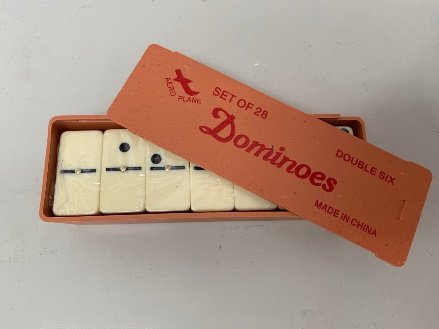 AERO PLANE
SET OF 28
Dominoes
DOUBLE SIX
MADE IN CHINA